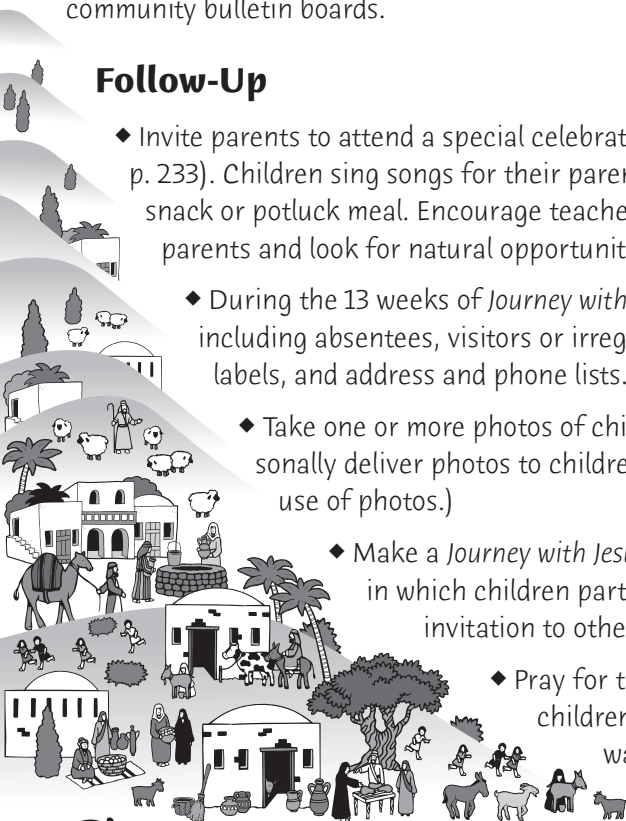 community bulletin boards.
Follow-Up
◆ Invite parents to attend a special celebrat
p. 233). Children sing songs for their paren
snack or potluck meal. Encourage teache
parents and look for natural opportunit
◆ During the 13 weeks of Journey with
including absentees, visitors or irreg
labels, and address and phone lists.
◆ Take one or more photos of chi
sonally deliver photos to childre
use of photos.)
◆ Make a Journey with Jesu
in which children part
invitation to othe
◆ Pray for t
children
wa